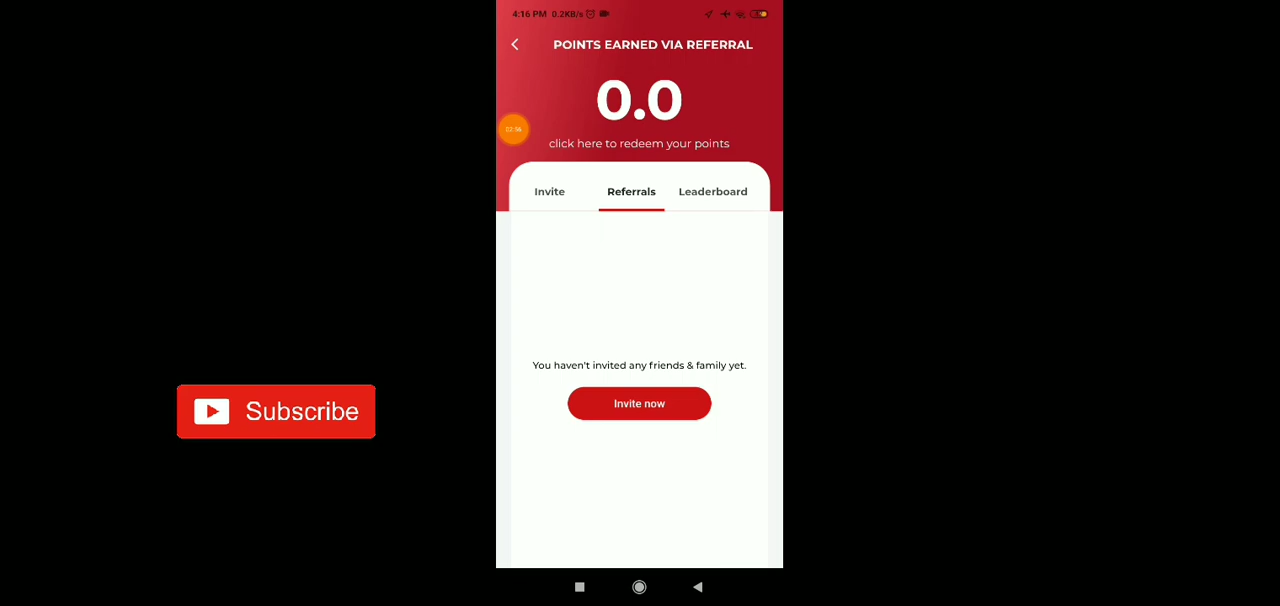 4:16 PM 0.2KB/s
POINTS EARNED VIA REFERRAL
0.0
click here to redeem your points
Invite Referrals Leaderboard
You haven't invited any friends & family yet.
Invite now
Subscribe